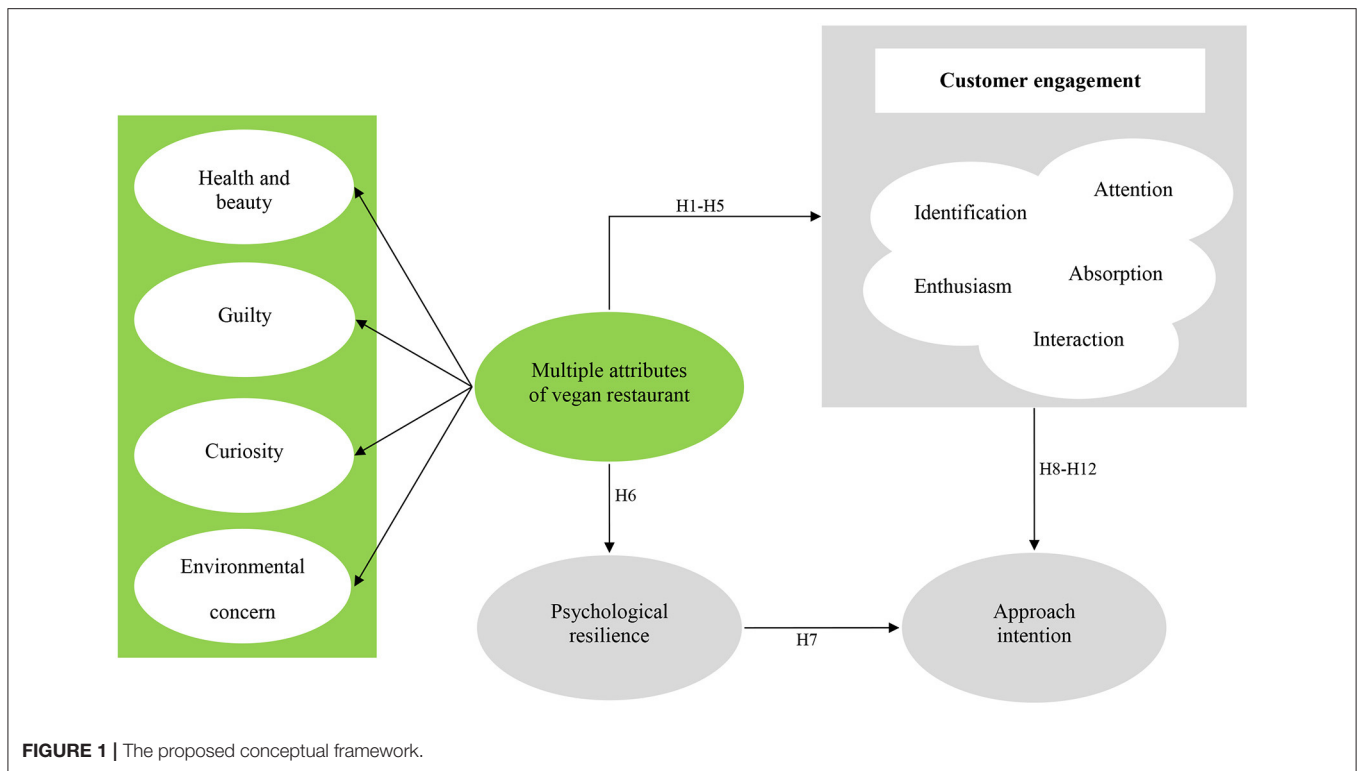 Customer engagement
Health and
beauty
Attention
Identification
H1-H5
Absorption
Enthusiasm
Guilty
Interaction
Multiple attributes
of vegan restaurant
Curiosity
H8-H12
H6
Environmental
concern
Psychological
resilience
H7
Approach
intention
FIGURE 1 | The proposed conceptual framework.